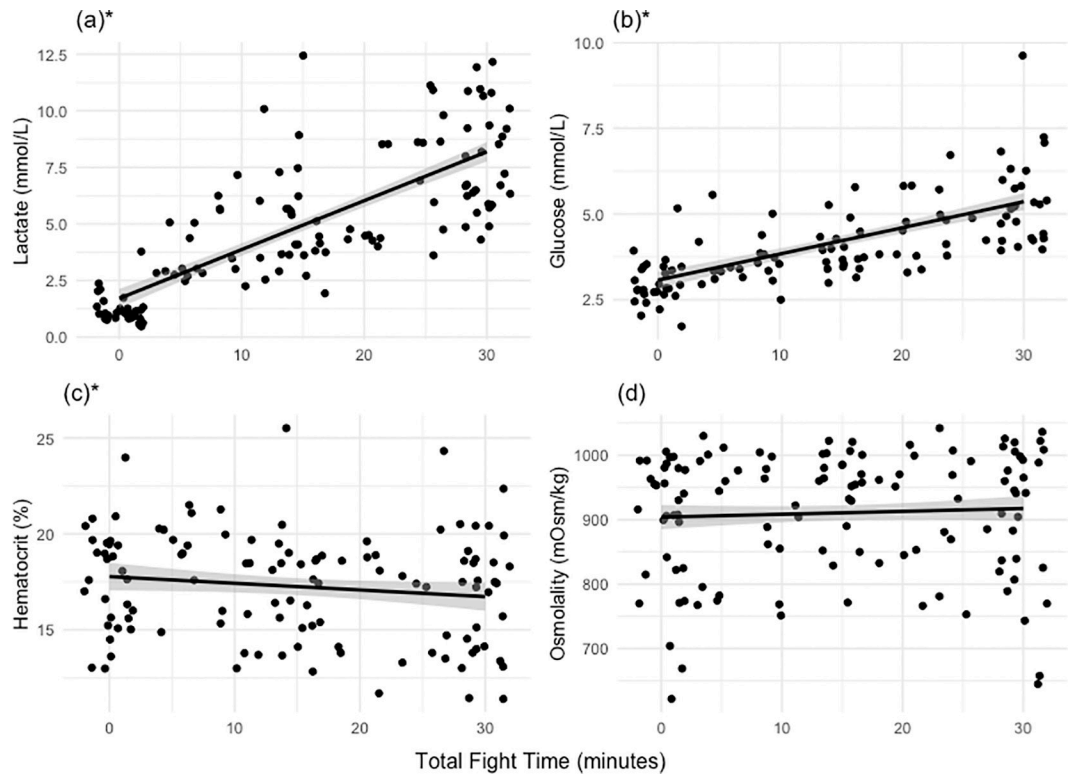 (a)*
(b)*
Lactate (mmol/L)
12.5
10.0
7.5
5.0
2.5
0.0
0 10 20 30
Glucose (mmol/L)
10.0
7.5
5.0
2.5
0 10 20 30
(c)*
(d)
Hematocrit (%)
25
20
15
0 10 20 30
Osmolality (mOsm/kg)
1000
900
800
700
0 10 20 30
Total Fight Time (minutes)